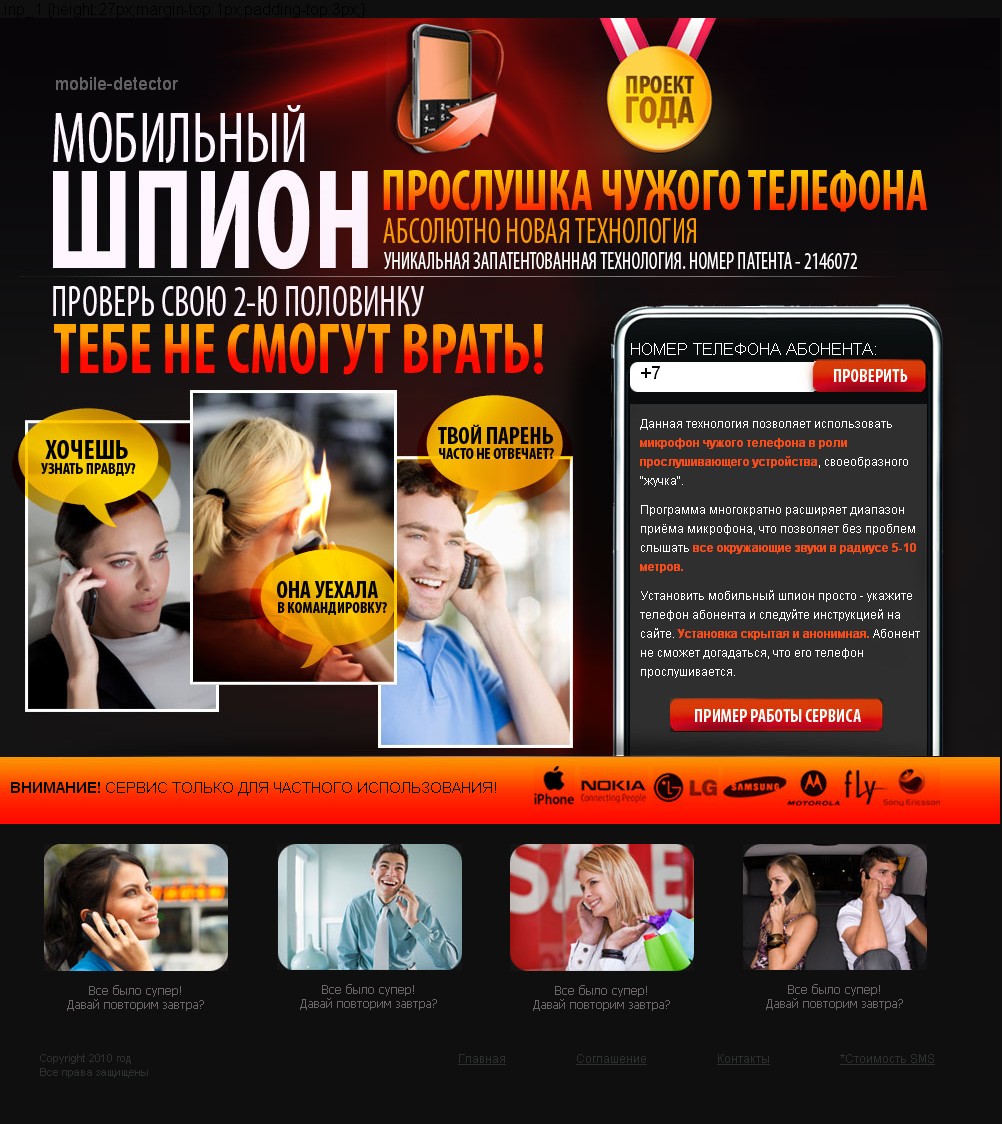 .inp_1 {height:27px;margin-top:1px;padding-top:3px;}
mobile-detector
ПРОЕКТ
ГОДА
МОБИЛЬНЫЙ
ШПИОН
ПРОСЛУШКА ЧУЖОГО ТЕЛЕФОНА
АБСОЛЮТНО НОВАЯ ТЕХНОЛОГИЯ
УНИКАЛЬНАЯ ЗАПАТЕНТОВАННАЯ ТЕХНОЛОГИЯ. НОМЕР ПАТЕНТА - 2146072
ПРОВЕРЬ СВОЮ 2-Ю ПОЛОВИНКУ
ТЕБЕ НЕ СМОГУТ ВРАТЬ!
ХОЧЕШЬ
УЗНАТЬ ПРАВДУ?
ОНА УЕХАЛА
В КОМАНДИРОВКУ?
ТВОЙ ПАРЕНЬ
ЧАСТО НЕ ОТВЕЧАЕТ?
НОМЕР ТЕЛЕФОНА АБОНЕНТА:
+7
ПРОВЕРИТЬ
Данная технология позволяет использовать
микрофон чужого телефона в роли
прослушивающего устройства, своеобразного
"жучка".
Программа многократно расширяет диапазон
приёма микрофона, что позволяет без проблем
слышать все окружающие звуки в радиусе 5-10
метров.
Установить мобильный шпион просто - укажите
телефон абонента и следуйте инструкцией на
сайте. Установка скрытая и анонимная. Абонент
не сможет догадаться, что его телефон
прослушивается.
ПРИМЕР РАБОТЫ СЕРВИСА
ВНИМАНИЕ! СЕРВИС ТОЛЬКО ДЛЯ ЧАСТНОГО ИСПОЛЬЗОВАНИЯ!
iPhone
NOKIA
Connecting People
LG
SAMSUNG
MOTOROLA
fly
Sony Ericsson
SALE
Все было супер!
Давай повторим завтра?
Все было супер!
Давай повторим завтра?
Все было супер!
Давай повторим завтра?
Все было супер!
Давай повторим завтра?
Copyright 2010 год
Все права защищены
Главная
Соглашение
Контакты
*Стоимость SMS